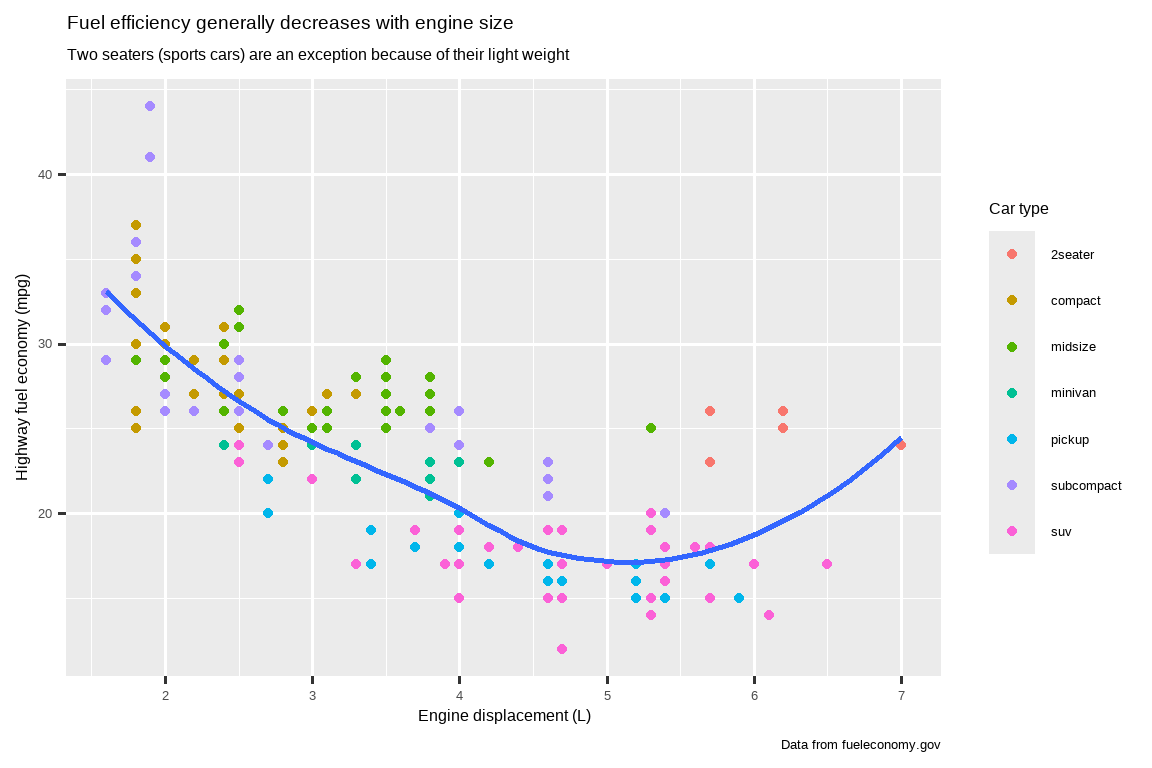 Fuel efficiency generally decreases with engine size
Two seaters (sports cars) are an exception because of their light weight
Highway fuel economy (mpg)
40
30
20
2
3
4
5
6
7
Engine displacement (L)
Car type
2seater
compact
midsize
minivan
pickup
subcompact
suv
Data from fueleconomy.gov